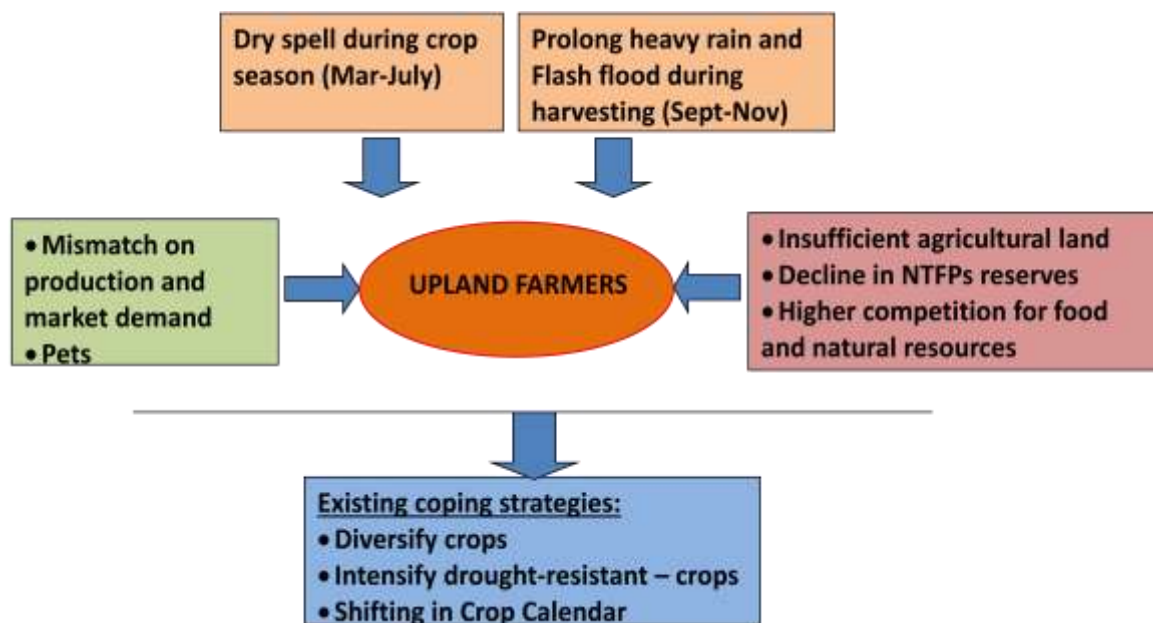 Dry spell during crop
season (Mar-July)
Prolong heavy rain and
Flash flood during
harvesting (Sept-Nov)
• Mismatch on
production and
market demand
• Pets
UPLAND FARMERS
• Insufficient agricultural land
• Decline in NTFPs reserves
• Higher competition for food
and natural resources
Existing coping strategies:
• Diversify crops
• Intensify drought-resistant – crops
• Shifting in Crop Calendar